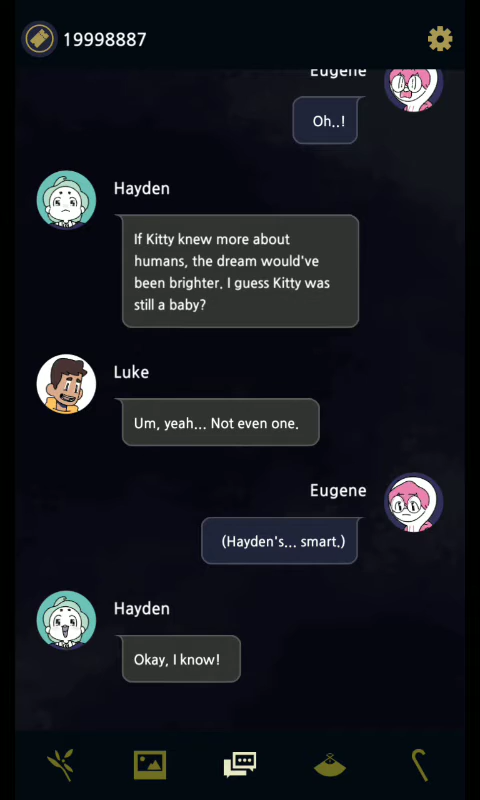 19998887
Eugene
Oh..!
Hayden
If Kitty knew more about
humans, the dream would've
been brighter. I guess Kitty was
still a baby?
Luke
Um, yeah... Not even one.
Eugene
(Hayden's... smart.)
Hayden
Okay, I know!